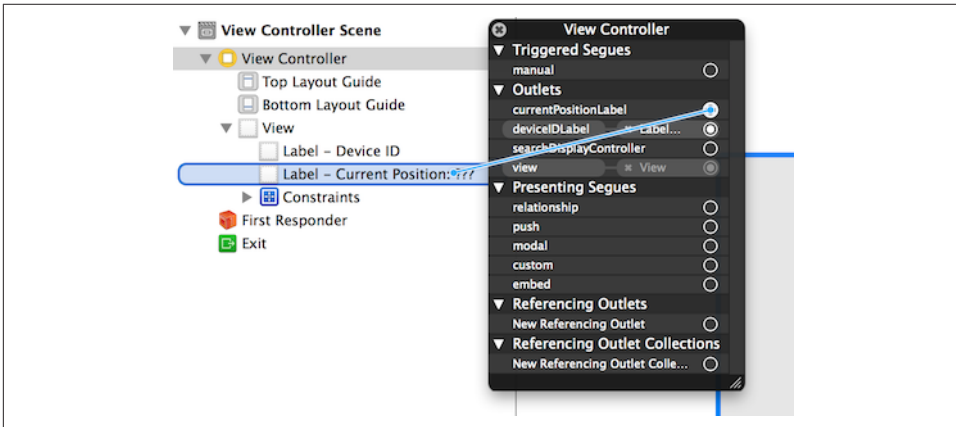 View Controller Scene
View Controller
Top Layout Guide
Bottom Layout Guide
View
Label – Device ID
Label – Current Position: ???
Constraints
First Responder
Exit
View Controller
Triggered Segues
manual
Outlets
currentPositionLabel
deviceIDLabel Label...
searchDisplayController
view View
Presenting Segues
relationship
push
modal
custom
embed
Referencing Outlets
New Referencing Outlet
Referencing Outlet Collections
New Referencing Outlet Colle...